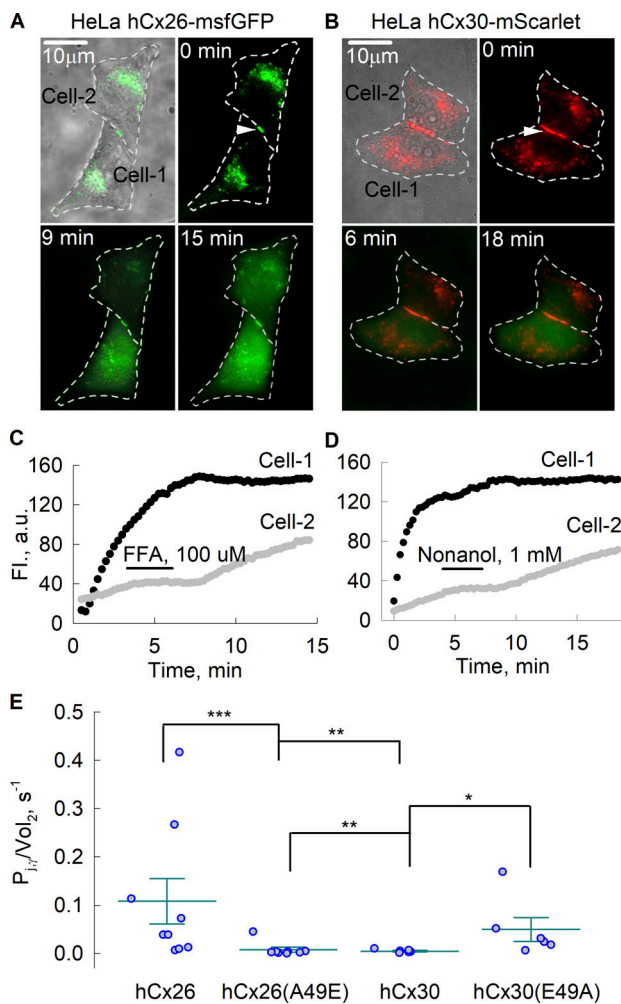 A HeLa hCx26-msfGFP
10μm
Cell-2
Cell-1
0 min
9 min
15 min
B HeLa hCx30-mScarlet
10μm
Cell-2
Cell-1
0 min
6 min
18 min
C
Fl., a.u.
160
120
80
40
0
Cell-1
Cell-2
FFA, 100 uM
0 5 10 15
Time, min
D
160
120
80
40
0
Cell-1
Cell-2
Nonanol, 1 mM
0 5 10 15
Time, min
E
P_{j,γ}/Vol_2, s^{-1}
0.5
0.4
0.3
0.2
0.1
0.0
***
**
**
*
hCx26 hCx26(A49E) hCx30 hCx30(E49A)